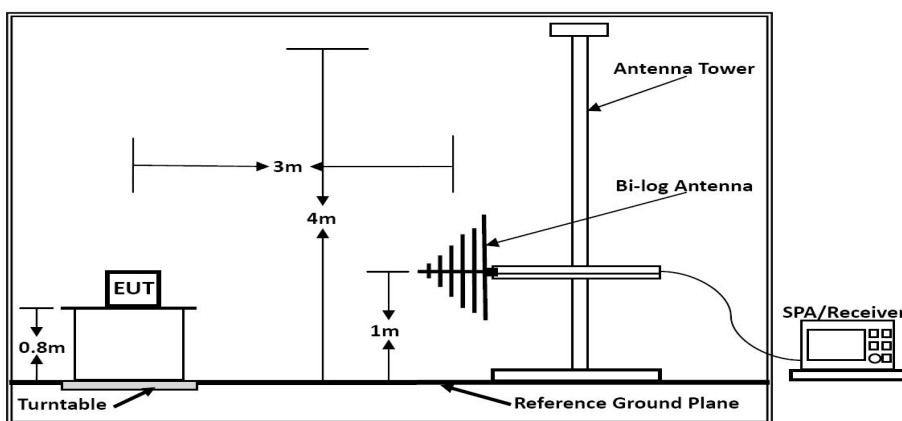 Antenna Tower
3m
Bi-log Antenna
4m
EUT
SPA/Receiver
1m
0.8m
Turntable
Reference Ground Plane